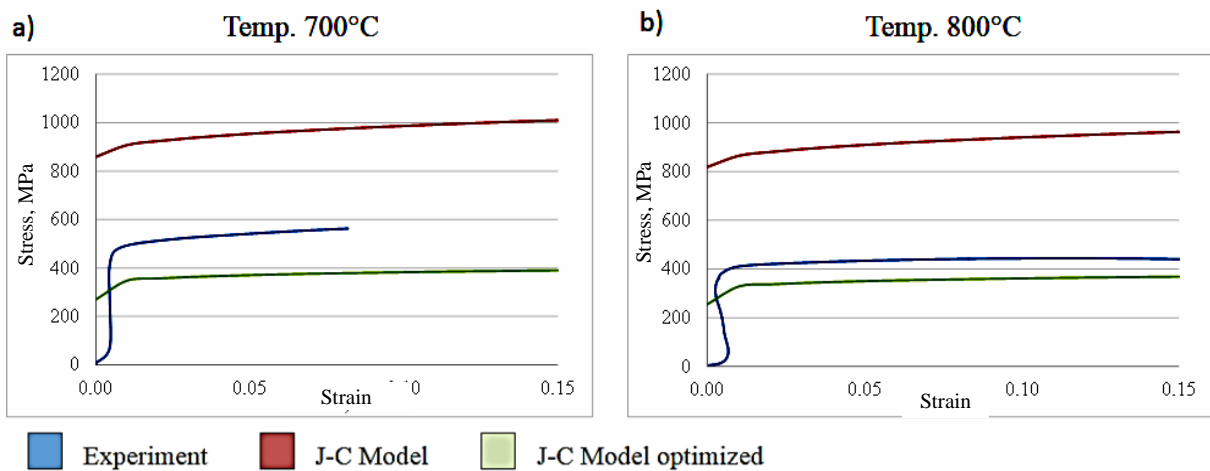 a)
Temp. 700°C
1200
1000
800
600
400
200
0
Stress, MPa
0.00
0.05
0.10
0.15
Strain
b)
Temp. 800°C
1200
1000
800
600
400
200
0
Stress, MPa
0.00
0.05
0.10
0.15
Strain
Experiment
J-C Model
J-C Model optimized